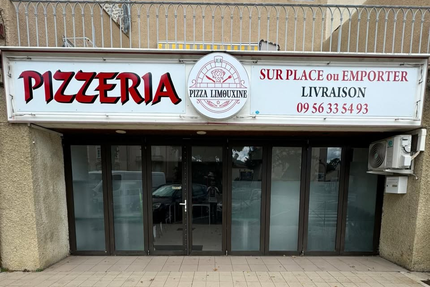 PIZZERIA
PIZZA LIMOUXINE
SUR PLACE ou EMPORTER
LIVRAISON
09 56 33 54 93